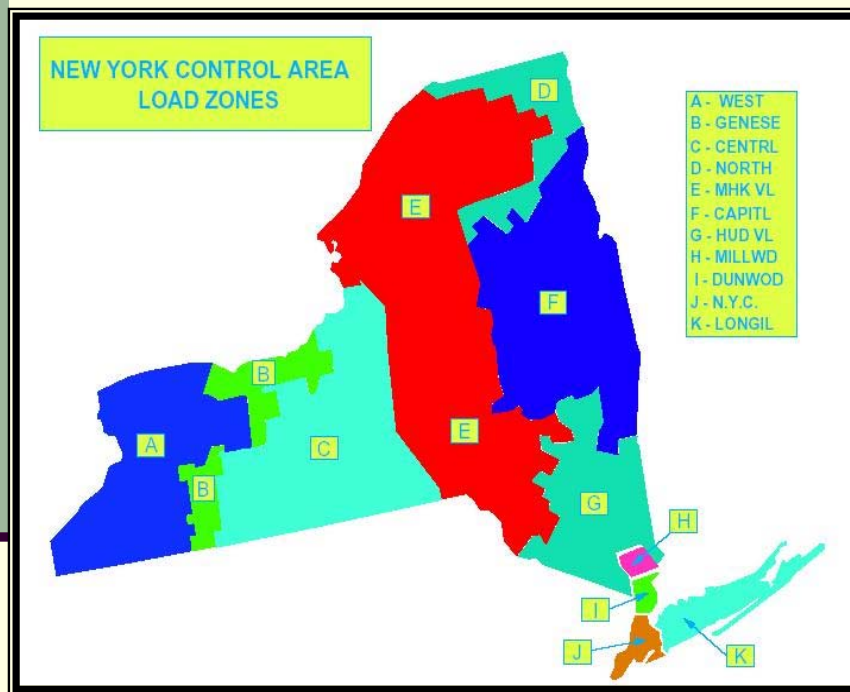 NEW YORK CONTROL AREA
LOAD ZONES
A - WEST
B - GENESE
C - CENTRL
D - NORTH
E - MHK VL
F - CAPITL
G - HUD VL
H - MILLWD
I - DUNWOD
J - N.Y.C.
K - LONGIL
D
E
F
B
A
E
C
B
G
H
I
J
K